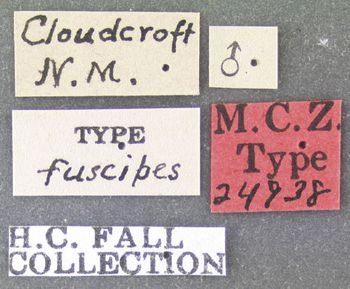 Cloudcroft
N.M.
♂
TYPE
fuscipes
M.C.Z.
Type
24938
H.C. FALL
COLLECTION